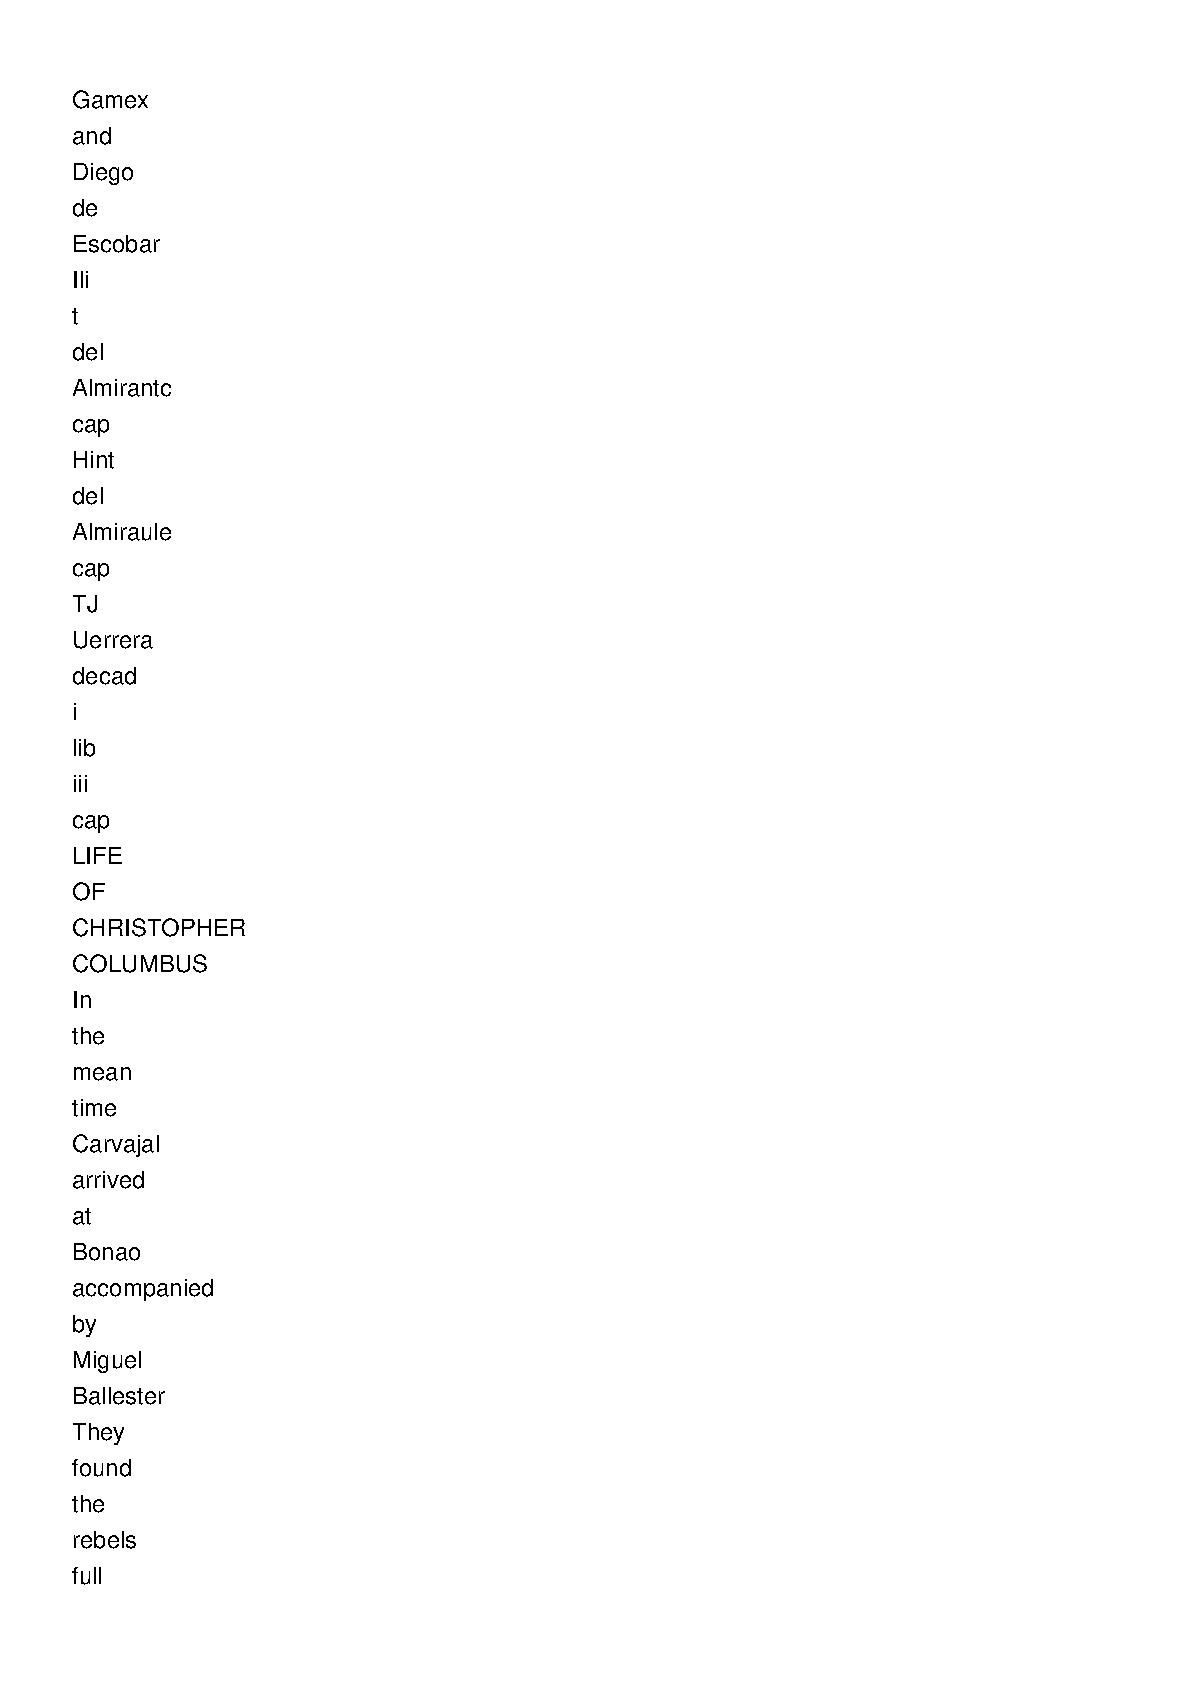 Gamex
and
Diego
de
Escobar
Ili
t
del
Almirantc
cap
Hint
del
Almiraule
cap
TJ
Uerrera
decad
i
lib
iii
cap
LIFE
OF
CHRISTOPHER
COLUMBUS
In
the
mean
time
Carvajal
arrived
at
Bonao
accompanied
by
Miguel
Ballester
They
found
the
rebels
full